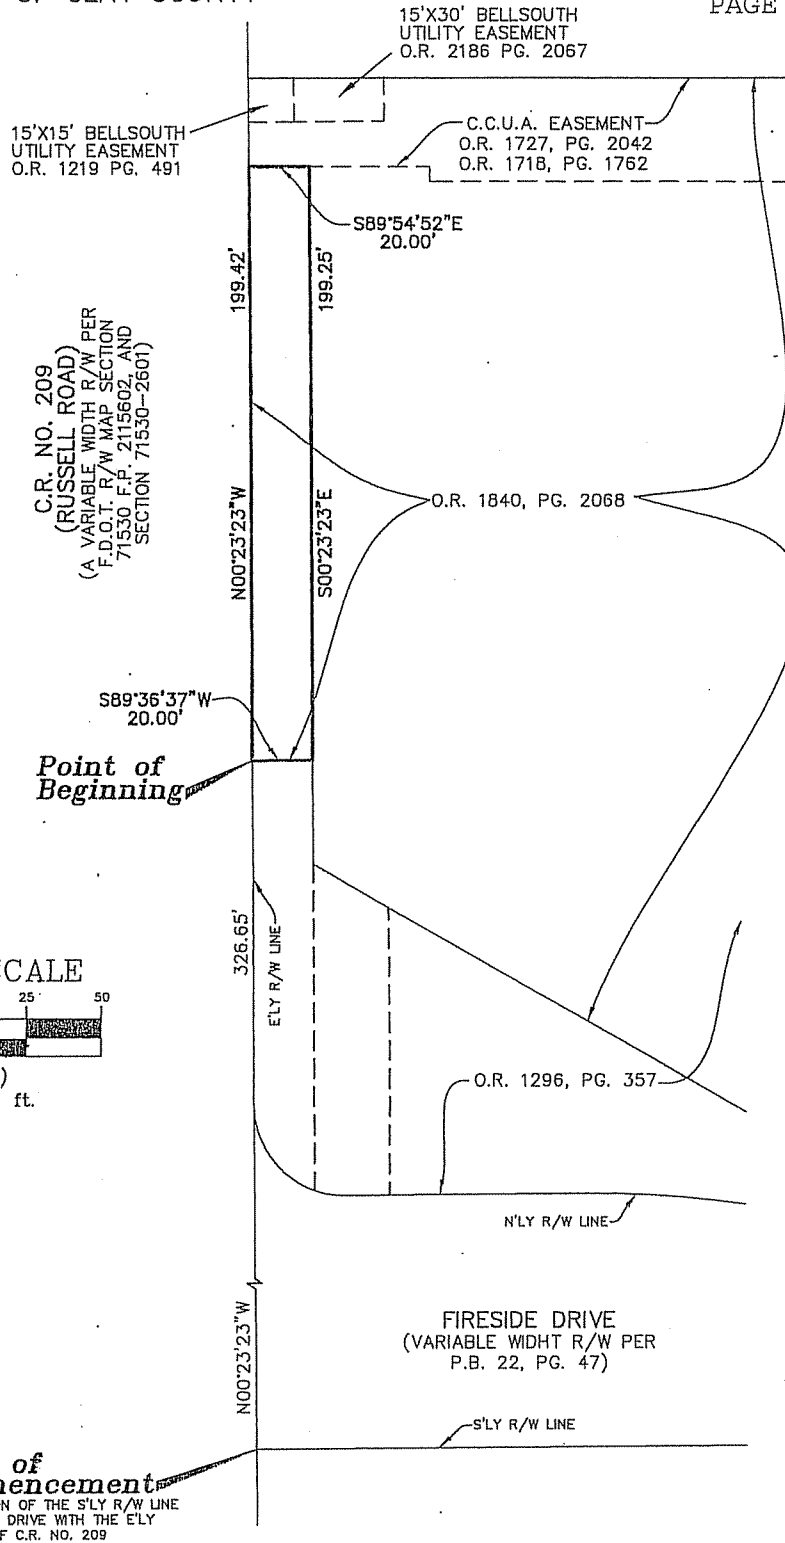 OF CLAY COUNTY
PAGE
15'X30' BELLSOUTH
UTILITY EASEMENT
O.R. 2186 PG. 2067
15'X15' BELLSOUTH
UTILITY EASEMENT
O.R. 1219 PG. 491
C.C.U.A. EASEMENT
O.R. 1727, PG. 2042
O.R. 1718, PG. 1762
S89°54'52"E
20.00'
199.42'
199.25'
C.R. NO. 209
(RUSSELL ROAD)
(A VARIABLE WIDTH R/W PER
F.D.O.T. R/W MAP SECTION
71530 F.P. 2115602, AND
SECTION 71530-2601)
N00°23'23"W
S00°23'23"E
O.R. 1840, PG. 2068
S89°36'37"W
20.00'
Point of
Beginning
326.65'
E'LY R/W LINE
SCALE
25 50
)
ft.
O.R. 1296, PG. 357
N'LY R/W LINE
N00°23'23"W
FIRESIDE DRIVE
(VARIABLE WIDHT R/W PER
P.B. 22, PG. 47)
S'LY R/W LINE
of
mencement
N OF THE S'LY R/W LINE
DRIVE WITH THE E'LY
F C.R. NO. 209